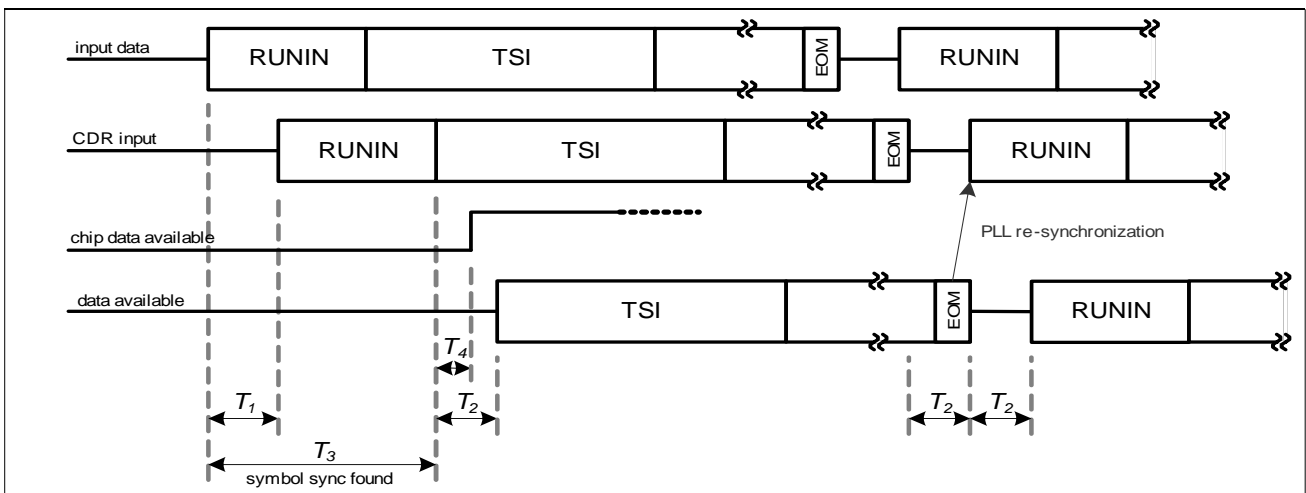 input data
RUNIN
TSI
EOM
RUNIN
CDR input
RUNIN
TSI
EOM
RUNIN
chip data available
PLL re-synchronization
data available
TSI
EOM
RUNIN
T4
T1
T2
T2
T2
T3
symbol sync found